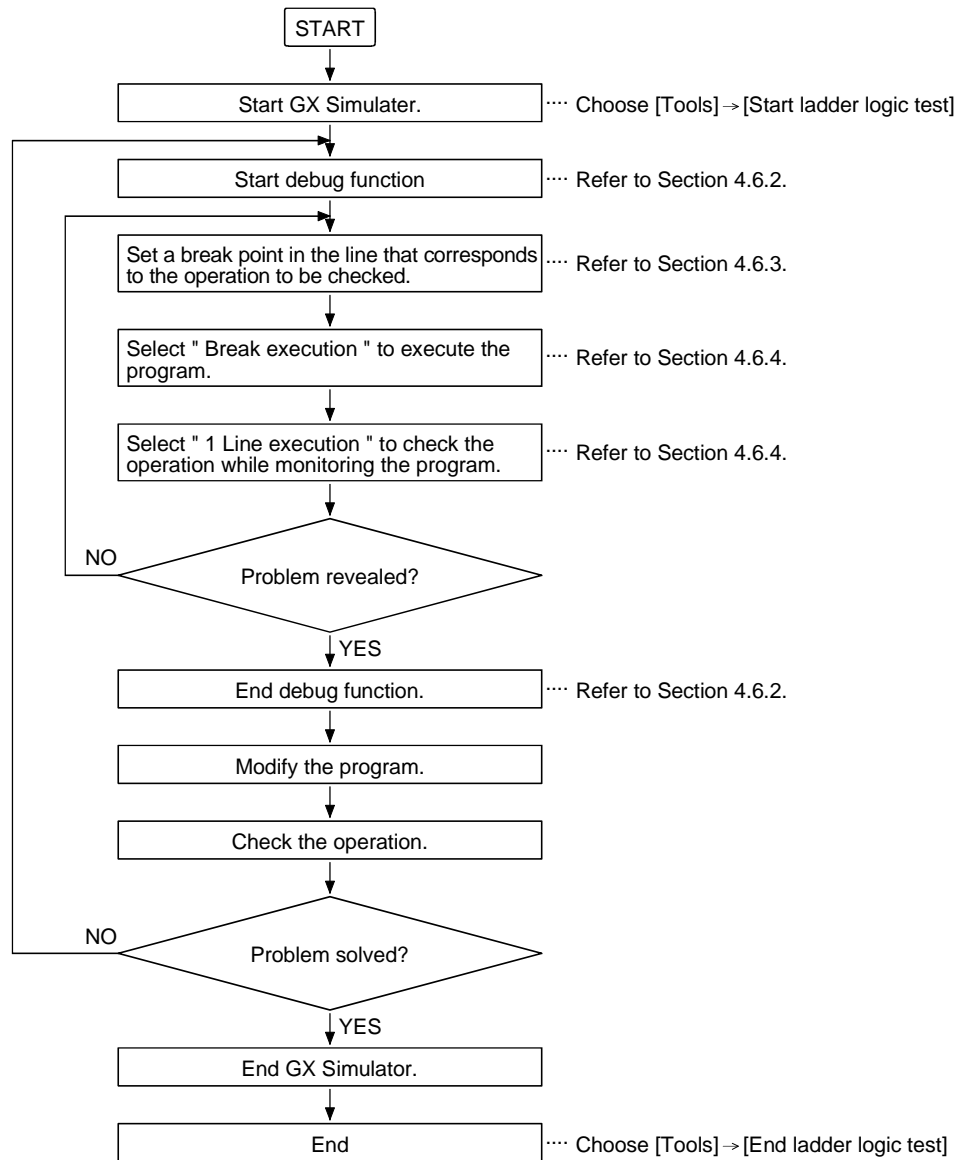 START
Start GX Simulater.
···· Choose [Tools]→[Start ladder logic test]
Start debug function
···· Refer to Section 4.6.2.
Set a break point in the line that corresponds
to the operation to be checked.
···· Refer to Section 4.6.3.
Select " Break execution " to execute the
program.
···· Refer to Section 4.6.4.
Select " 1 Line execution " to check the
operation while monitoring the program.
···· Refer to Section 4.6.4.
NO
Problem revealed?
YES
End debug function.
···· Refer to Section 4.6.2.
Modify the program.
Check the operation.
NO
Problem solved?
YES
End GX Simulator.
End
···· Choose [Tools]→[End ladder logic test]